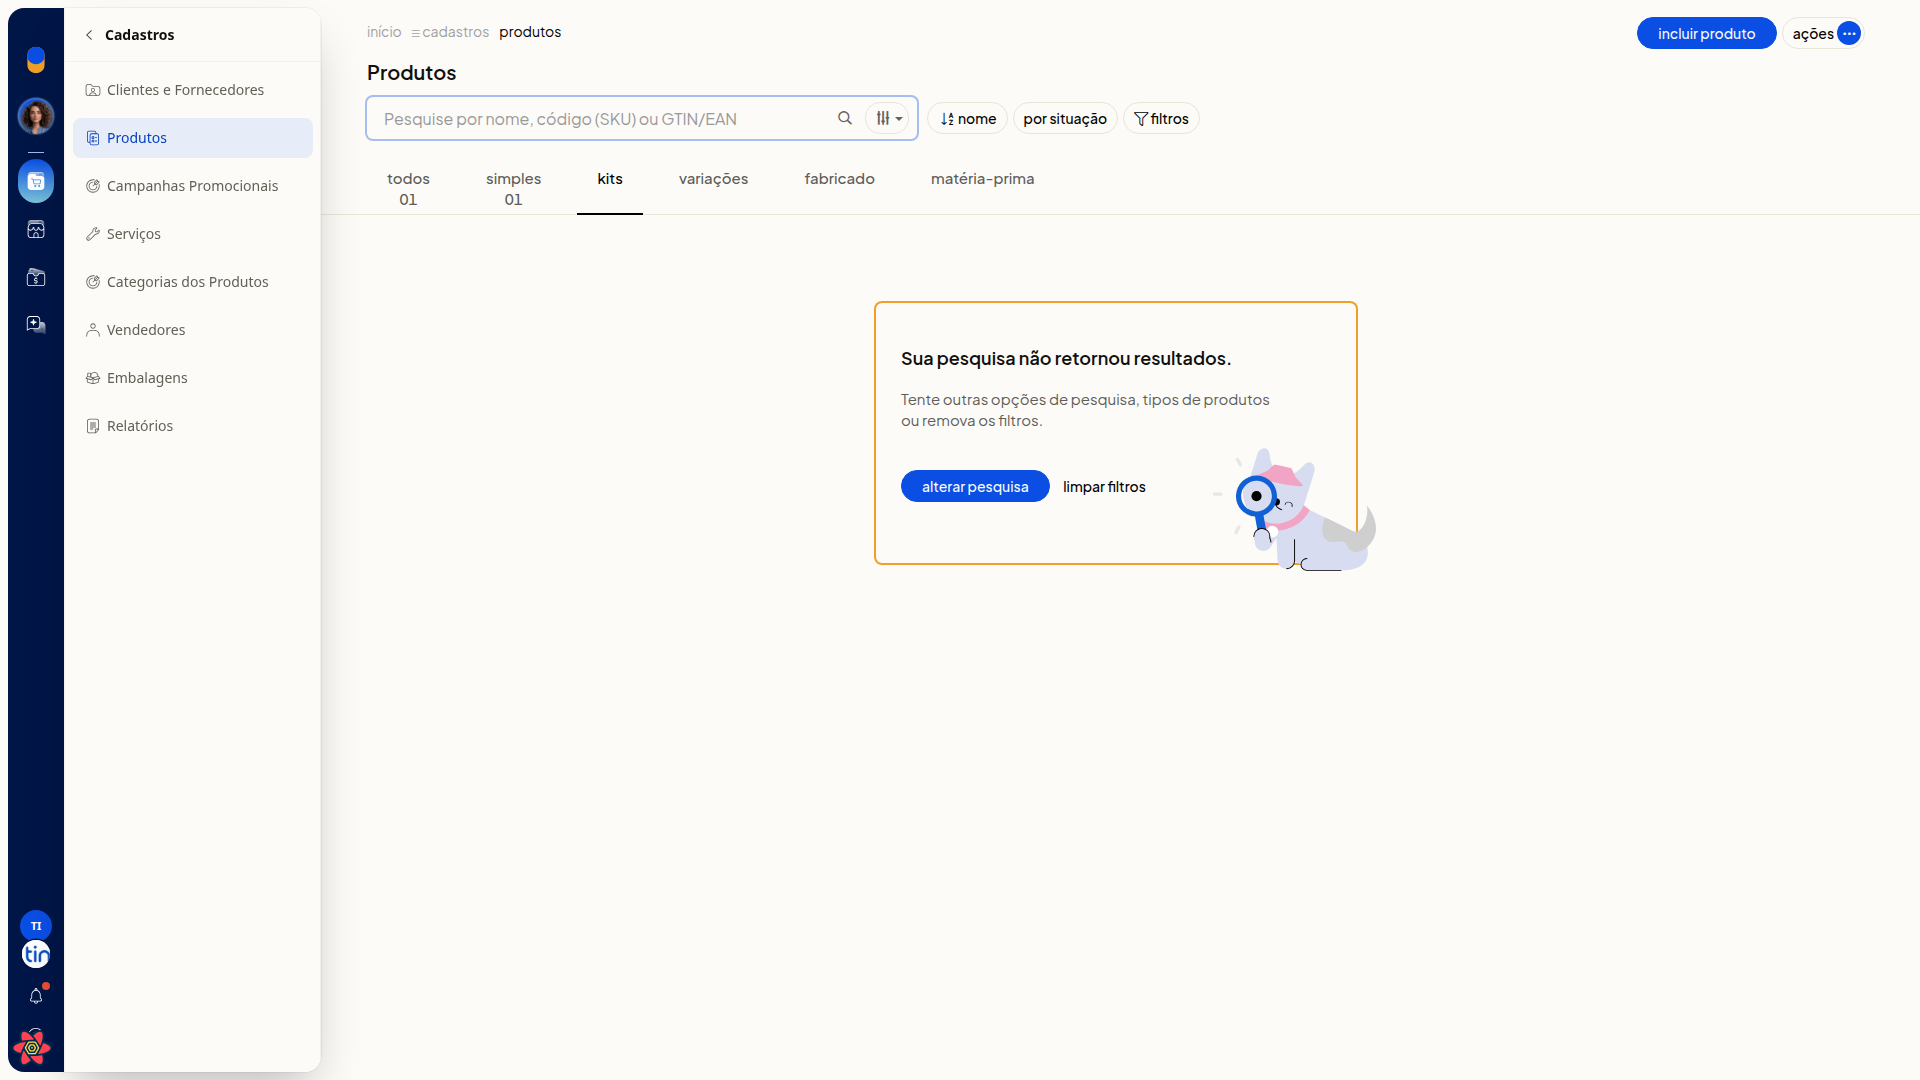 Cadastros
Clientes e Fornecedores
Produtos
Campanhas Promocionais
Serviços
Categorias dos Produtos
Vendedores
Embalagens
Relatórios
TI
tin
início cadastros produtos
incluir produto
ações
Produtos
Pesquise por nome, código (SKU) ou GTIN/EAN
nome
por situação
filtros
todos
01
simples
01
kits
variações
fabricado
matéria-prima
Sua pesquisa não retornou resultados.
Tente outras opções de pesquisa, tipos de produtos
ou remova os filtros.
alterar pesquisa
limpar filtros